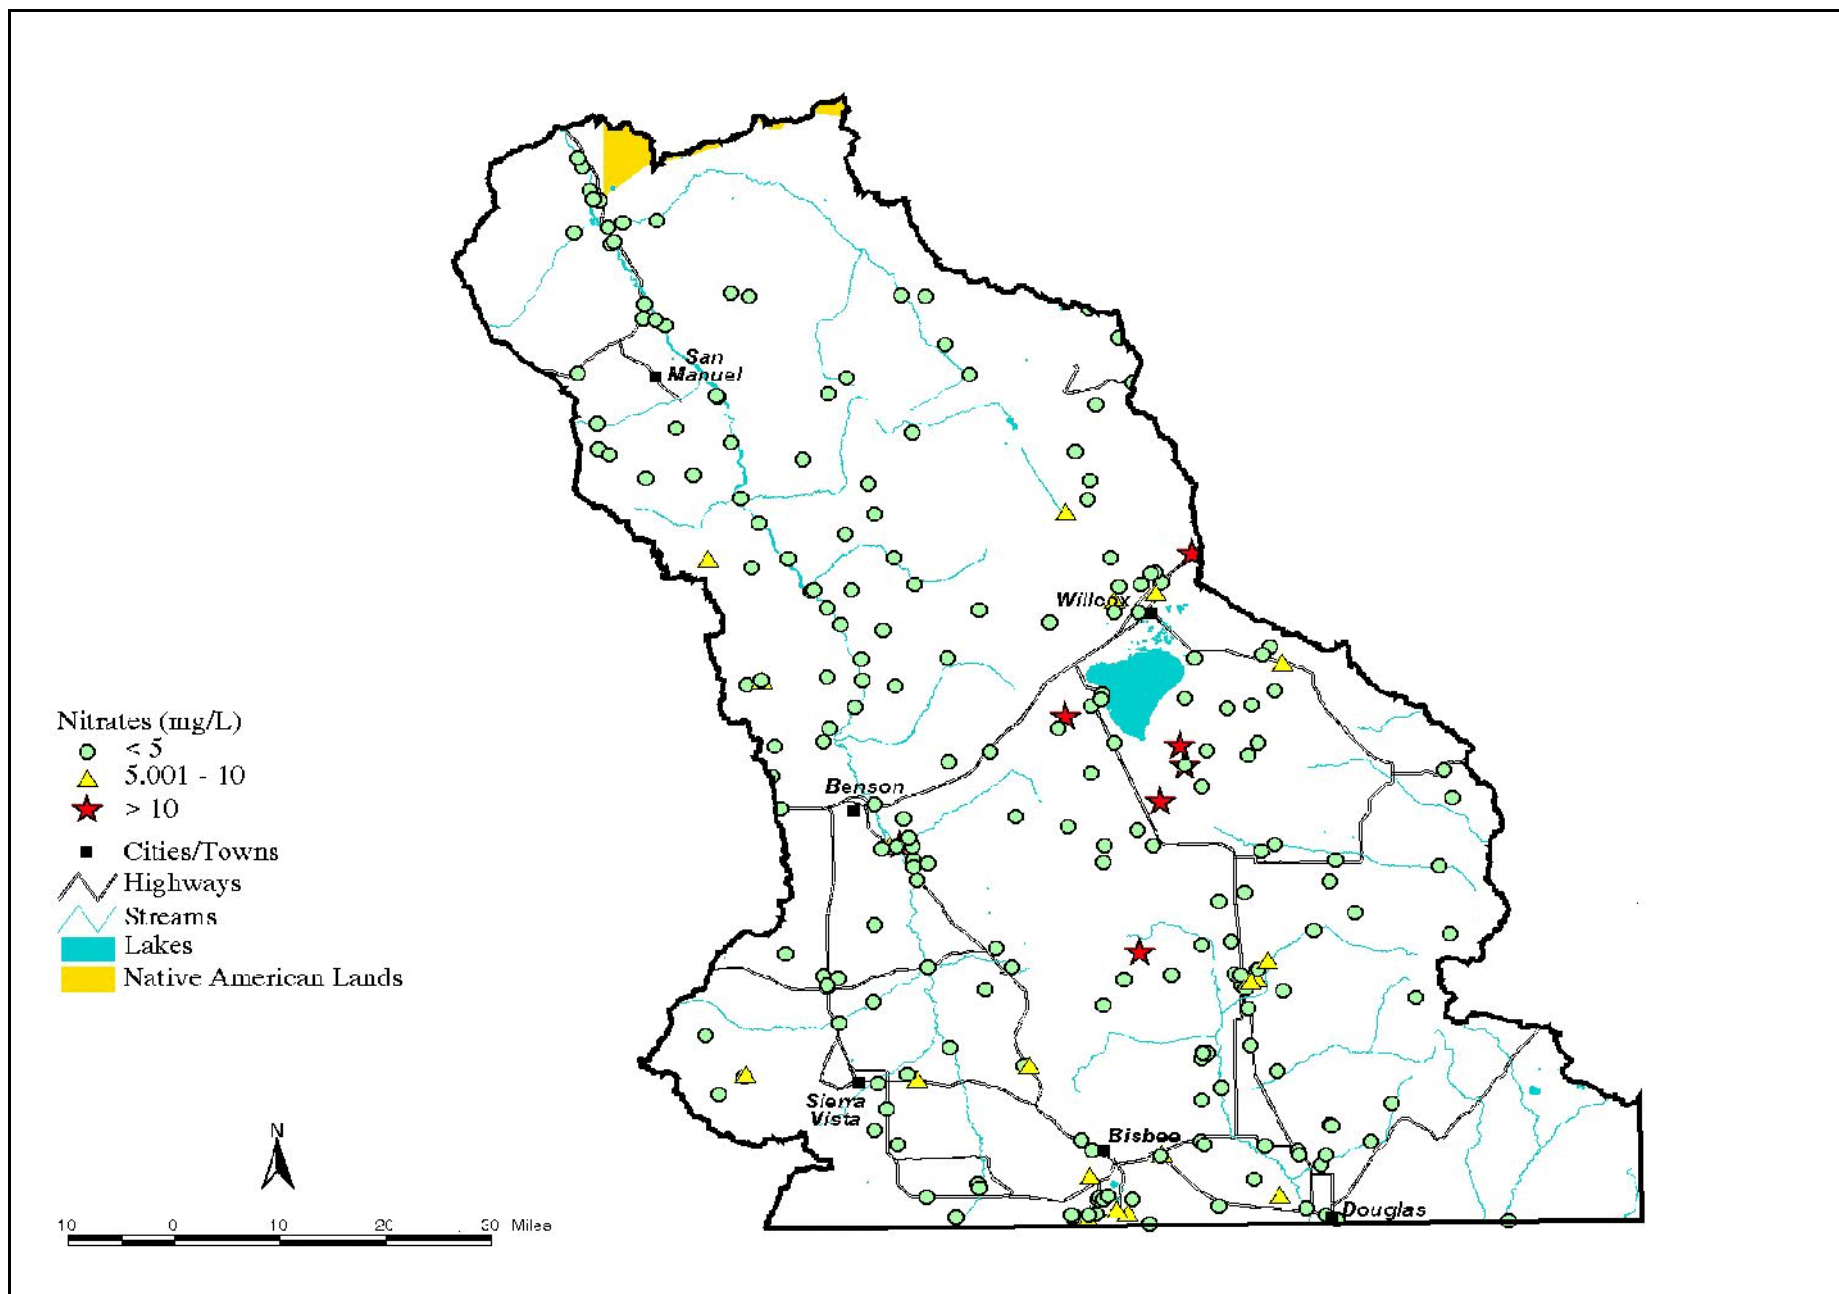 San
Manuel
Willcox
Nitrates (mg/L)
< 5
5.001 - 10
> 10
Benson
Cities/Towns
Highways
Streams
Lakes
Native American Lands
Sierra
Vista
N
Bisbee
Douglas
10 0 10 20 30 Miles